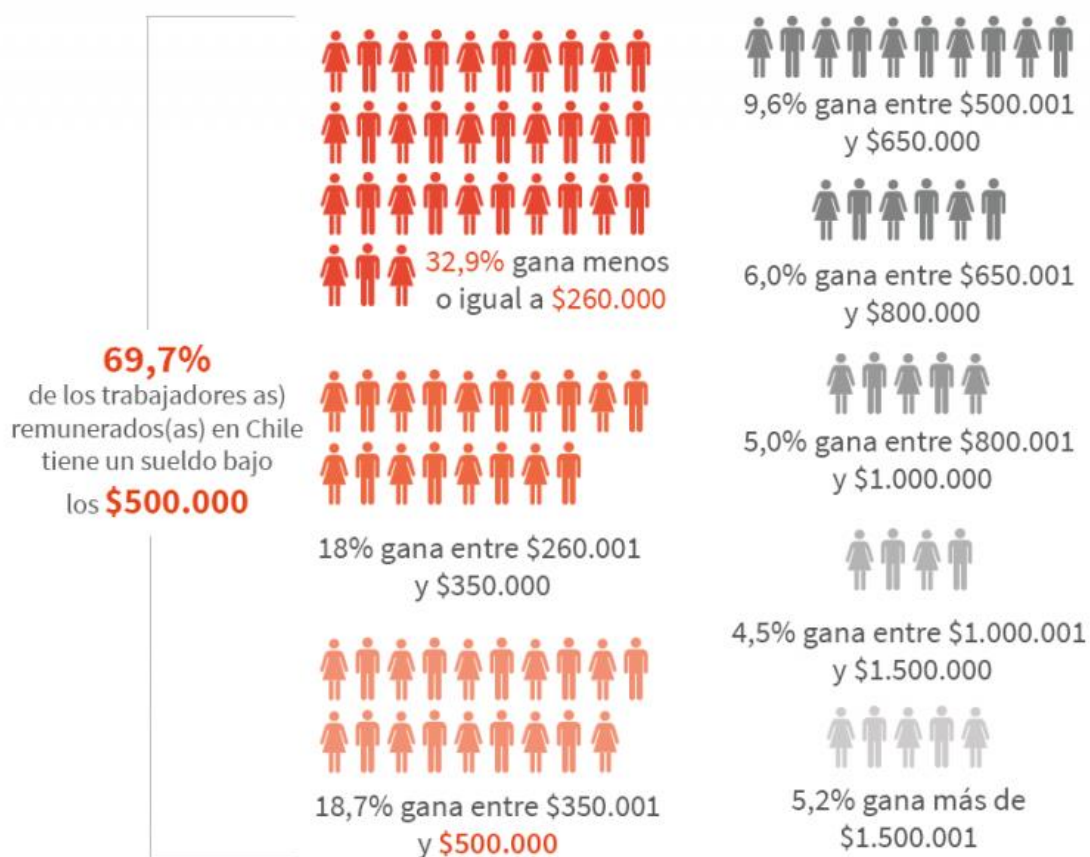 69,7%
de los trabajadores as)
remunerados(as) en Chile
tiene un sueldo bajo
los $500.000
32,9% gana menos
o igual a $260.000
18% gana entre $260.001
y $350.000
18,7% gana entre $350.001
y $500.000
9,6% gana entre $500.001
y $650.000
6,0% gana entre $650.001
y $800.000
5,0% gana entre $800.001
y $1.000.000
4,5% gana entre $1.000.001
y $1.500.000
5,2% gana más de
$1.500.001